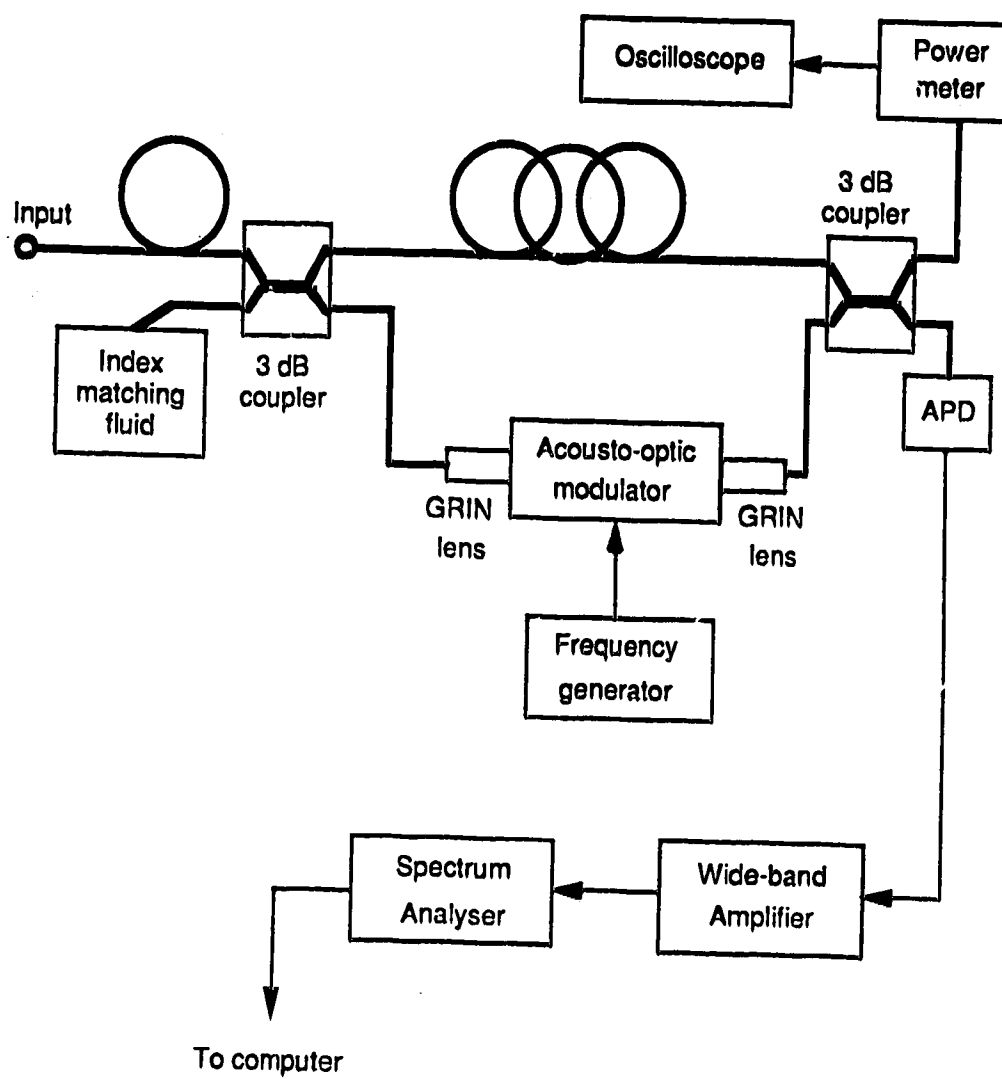 Oscilloscope
Power
meter
3 dB
coupler
Input
Index
matching
fluid
3 dB
coupler
APD
Acousto-optic
modulator
GRIN
lens
GRIN
lens
Frequency
generator
Spectrum
Analyser
Wide-band
Amplifier
To computer